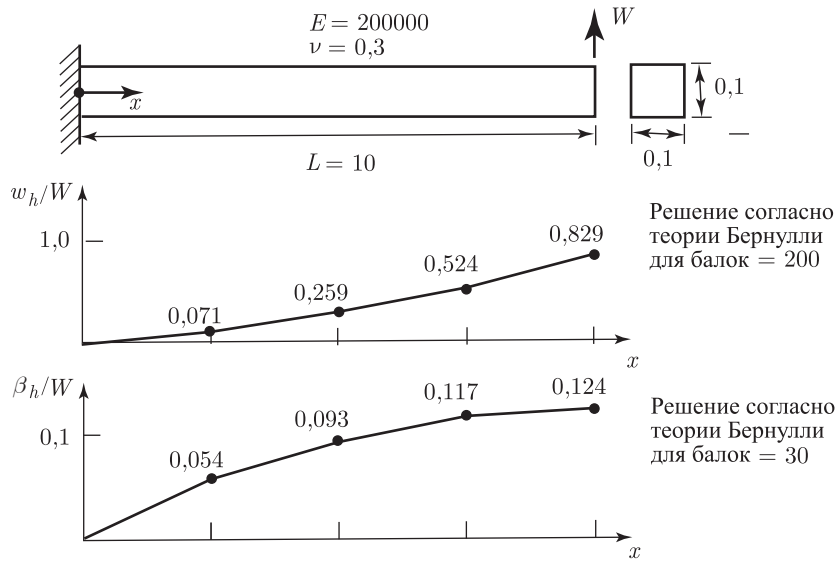 E = 200000
ν = 0,3
W
x
0,1
0,1
L = 10
w_h/W
1,0
0,071
0,259
0,524
0,829
x
Решение согласно
теории Бернулли
для балок = 200
β_h/W
0,1
0,054
0,093
0,117
0,124
x
Решение согласно
теории Бернулли
для балок = 30